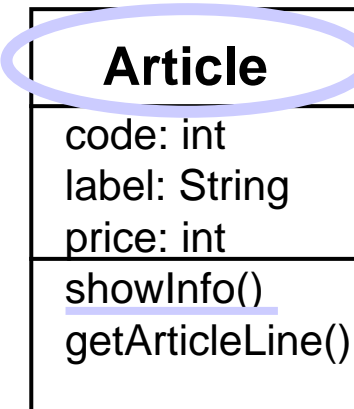 Article
code: int
label: String
price: int
showInfo()
getArticleLine()